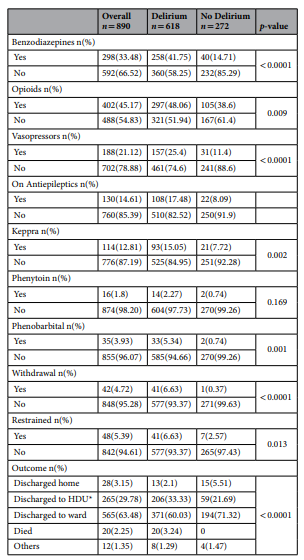 Overall Delirium No Delirium
n = 890 n = 618 n = 272 p-value
Benzodiazepines n(%)
Yes 298(33.48) 258(41.75) 40(14.71)
<0.0001
No 592(66.52) 360(58.25) 232(85.29)
Opioids n(%)
Yes 402(45.17) 297(48.06) 105(38.6)
0.009
No 488(54.83) 321(51.94) 167(61.4)
Vasopressors n(%)
Yes 188(21.12) 157(25.4) 31(11.4)
<0.0001
No 702(78.88) 461(74.6) 241(88.6)
On Antiepileptics n(%)
Yes 130(14.61) 108(17.48) 22(8.09)
No 760(85.39) 510(82.52) 250(91.9)
Keppra n(%)
Yes 114(12.81) 93(15.05) 21(7.72)
0.002
No 776(87.19) 525(84.95) 251(92.28)
Phenytoin n(%)
Yes 16(1.8) 14(2.27) 2(0.74)
0.169
No 874(98.20) 604(97.73) 270(99.26)
Phenobarbital n(%)
Yes 35(3.93) 33(5.34) 2(0.74)
0.001
No 855(96.07) 585(94.66) 270(99.26)
Withdrawal n(%)
Yes 42(4.72) 41(6.63) 1(0.37)
<0.0001
No 848(95.28) 577(93.37) 271(99.63)
Restrained n(%)
Yes 48(5.39) 41(6.63) 7(2.57)
0.013
No 842(94.61) 577(93.37) 265(97.43)
Outcome n(%)
Discharged home 28(3.15) 13(2.1) 15(5.51)
Discharged to HDU* 265(29.78) 206(33.33) 59(21.69)
Discharged to ward 565(63.48) 371(60.03) 194(71.32)
<0.0001
Died 20(2.25) 20(3.24) 0
Others 12(1.35) 8(1.29) 4(1.47)